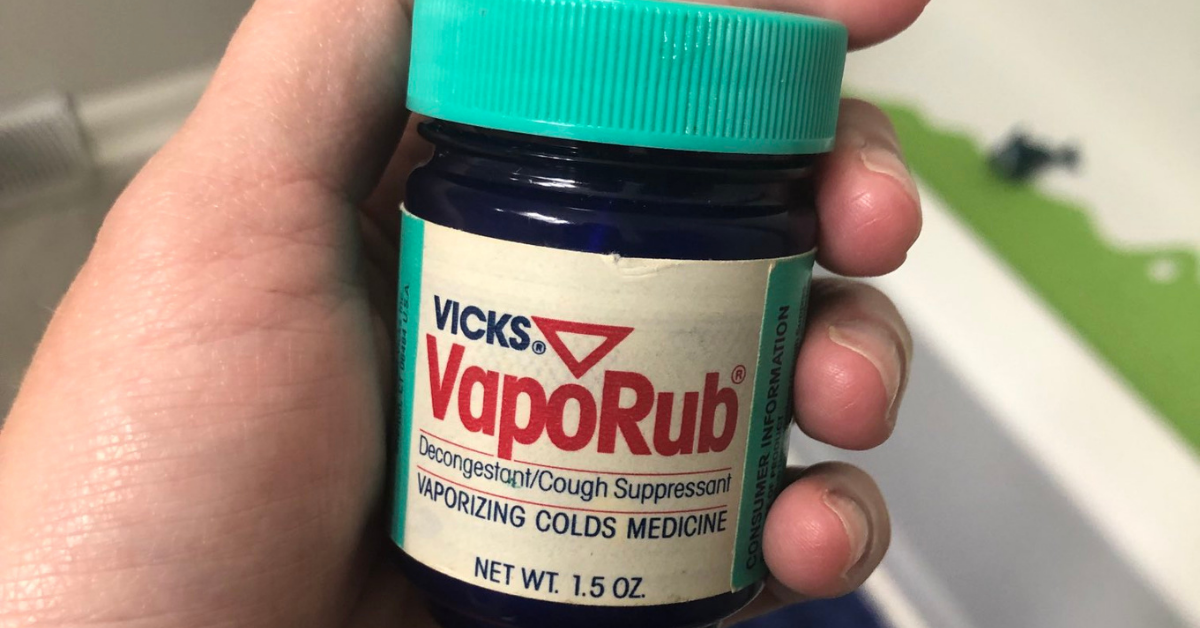 VICKS®
VapoRub®
Decongestant/Cough Suppressant
VAPORIZING COLDS MEDICINE
NET WT. 1.5 OZ.
CONSUMER INFORMATION
U.S.A.